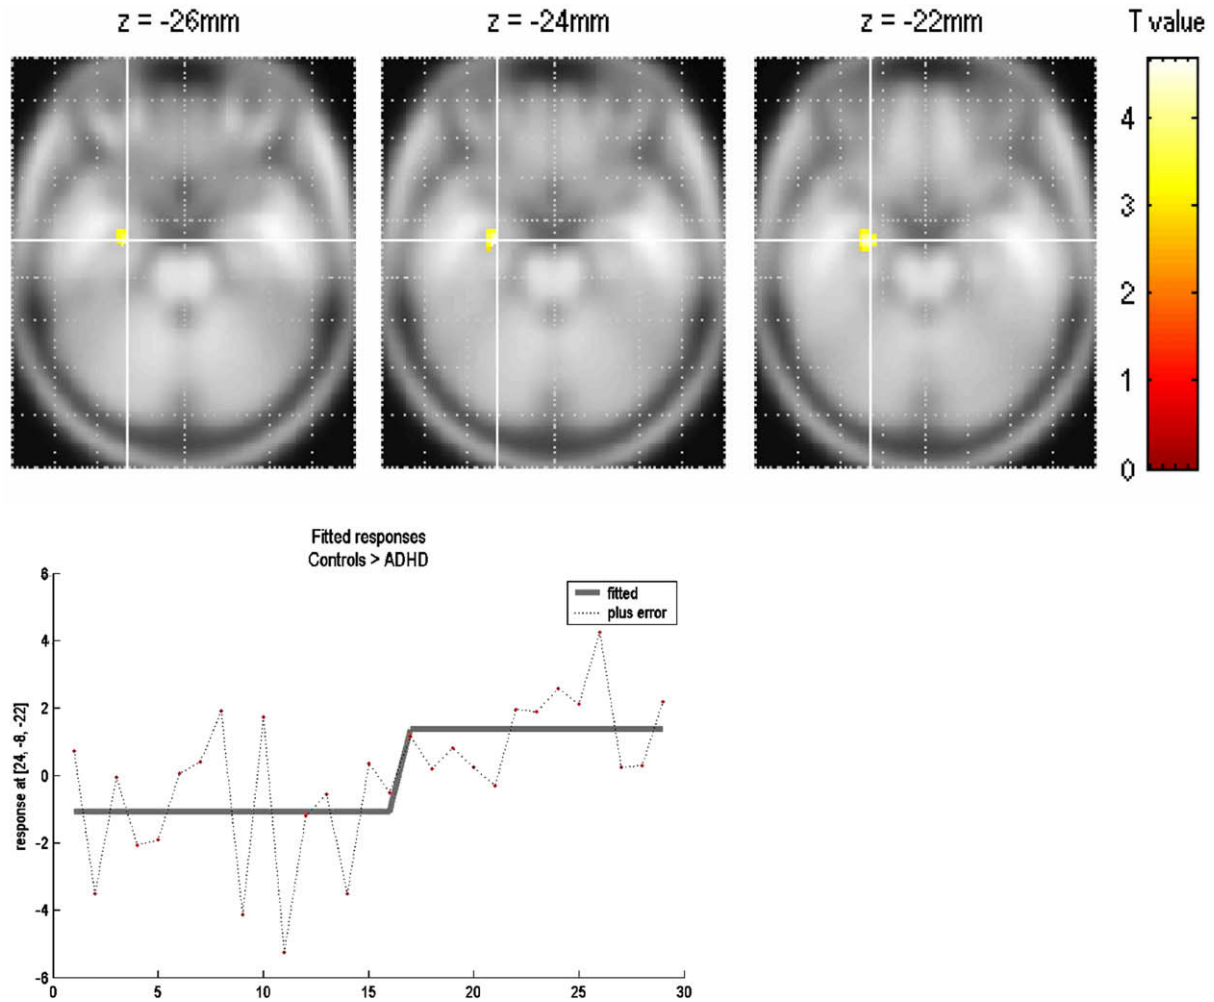 z = -26mm
z = -24mm
z = -22mm
T value
4
3
2
1
0
Fitted responses
Controls > ADHD
fitted
plus error
response at [24, -8, -22]
6
4
2
0
-2
-4
-6
0
5
10
15
20
25
30